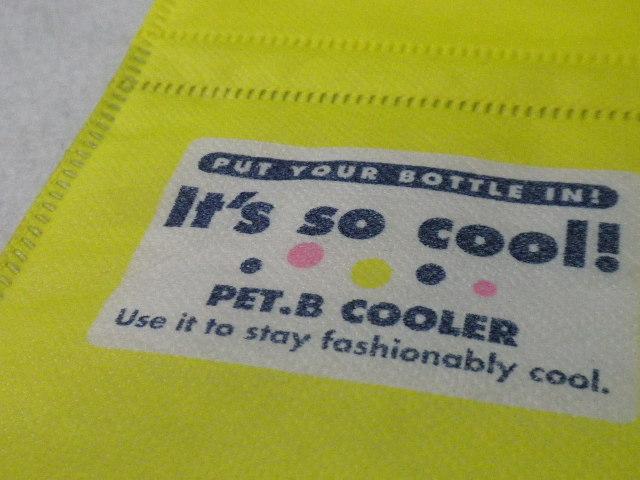 PUT YOUR BOTTLE IN!
It's so cool!
PET.B COOLER
Use it to stay fashionably cool.